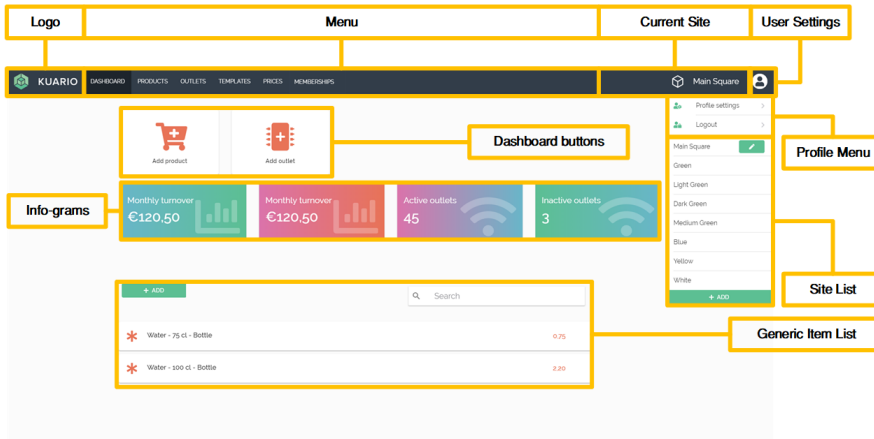 Logo
Menu
Current Site
User Settings
KUARIO
DASHBOARD
PRODUCTS
OUTLETS
TEMPLATES
PRICES
MEMBERSHIPS
Main Square
Profile settings
Logout
Add product
Add outlet
Dashboard buttons
Profile Menu
Main Square
Green
Light Green
Dark Green
Medium Green
Blue
Yellow
White
+ ADD
Info-grams
Monthly turnover
€120,50
Monthly turnover
€120,50
Active outlets
45
Inactive outlets
3
Site List
+ ADD
Search
Generic Item List
Water - 75 cl - Bottle
0,75
Water - 100 cl - Bottle
2,20